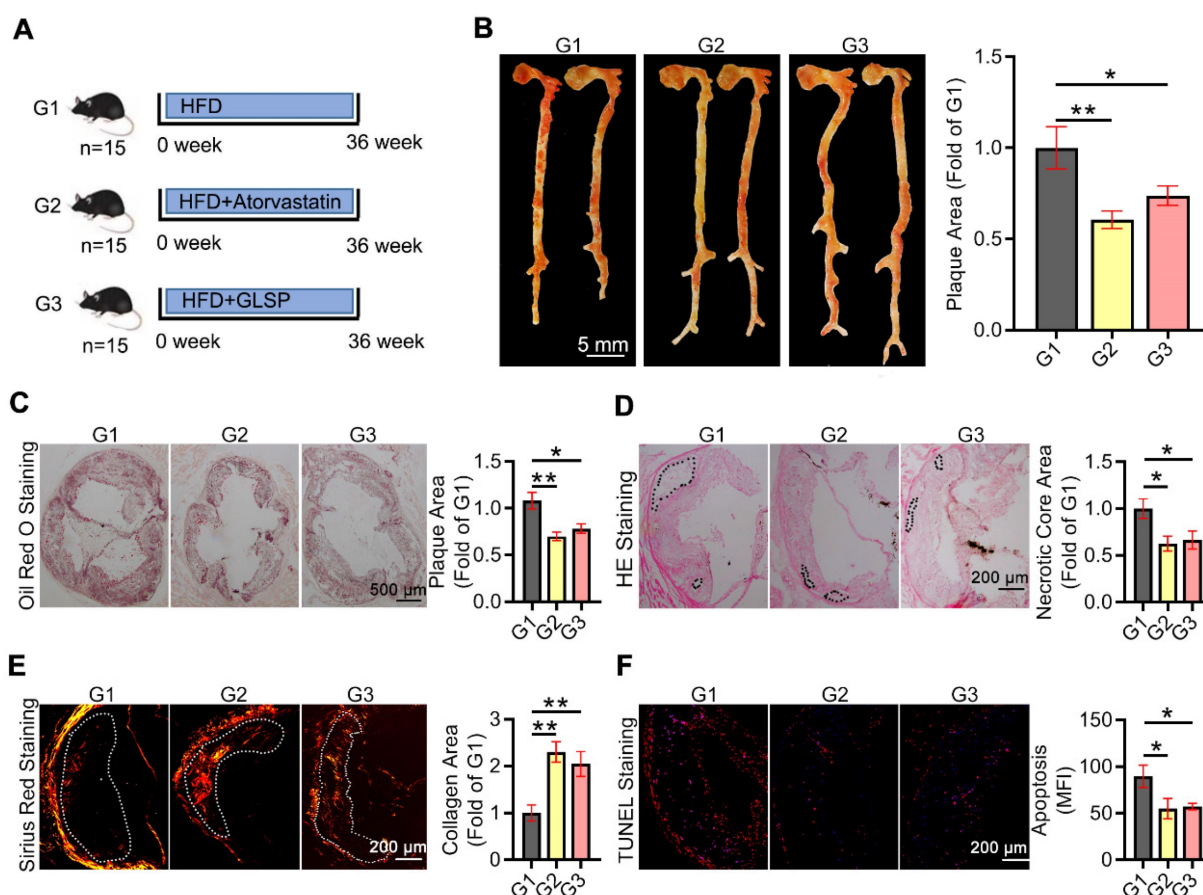 A
G1
HFD
n=15
0 week
36 week
G2
HFD+Atorvastatin
n=15
0 week
36 week
G3
HFD+GLSP
n=15
0 week
36 week
B
G1 G2 G3
5 mm
Plaque Area (Fold of G1)
1.5
1.0
0.5
0.0
*
**
G1 G2 G3
C
Oil Red O Staining
G1 G2 G3
500 μm
Plaque Area
(Fold of G1)
1.5
1.0
0.5
0.0
*
**
G1 G2 G3
D
HE Staining
G1 G2 G3
200 μm
Necrotic Core Area
(Fold of G1)
1.5
1.0
0.5
0.0
*
*
G1 G2 G3
E
Sirius Red Staining
G1 G2 G3
200 μm
Collagen Area
(Fold of G1)
3
2
1
0
**
**
G1 G2 G3
F
TUNEL Staining
G1 G2 G3
200 μm
Apoptosis
(MFI)
150
100
50
0
*
*
G1 G2 G3